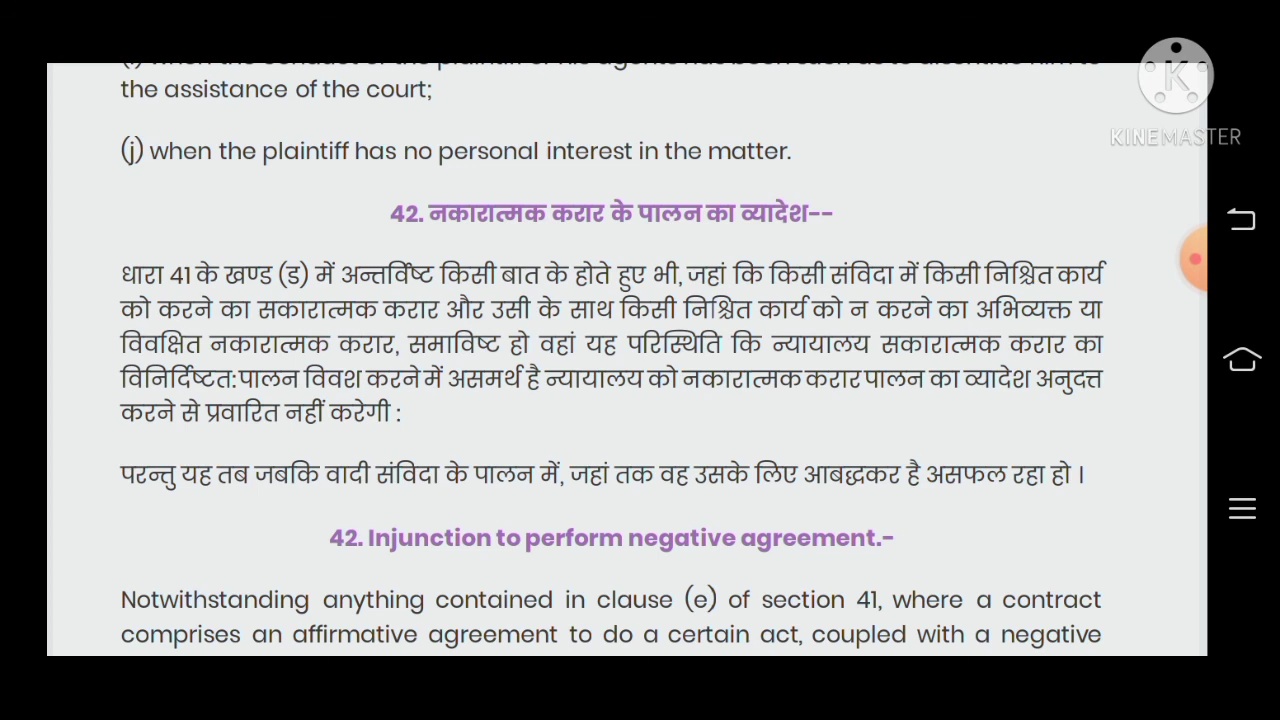 the assistance of the court;
(j) when the plaintiff has no personal interest in the matter.
42. नकारात्मक करार के पालन का व्यादेश--
धारा 41 के खण्ड (ड) में अन्तर्विष्ट किसी बात के होते हुए भी, जहां कि किसी संविदा में किसी निश्चित कार्य
को करने का सकारात्मक करार और उसी के साथ किसी निश्चित कार्य को न करने का अभिव्यक्त या
विवक्षित नकारात्मक करार, समाविष्ट हो वहां यह परिस्थिति कि न्यायालय सकारात्मक करार का
विनिर्दिष्टत: पालन विवश करने में असमर्थ है न्यायालय को नकारात्मक करार पालन का व्यादेश अनुदत्त
करने से प्रवारित नहीं करेगी :
परन्तु यह तब जबकि वादी संविदा के पालन में, जहां तक वह उसके लिए आबद्धकर है असफल रहा हो ।
42. Injunction to perform negative agreement.-
Notwithstanding anything contained in clause (e) of section 41, where a contract
comprises an affirmative agreement to do a certain act, coupled with a negative
KINEMASTER